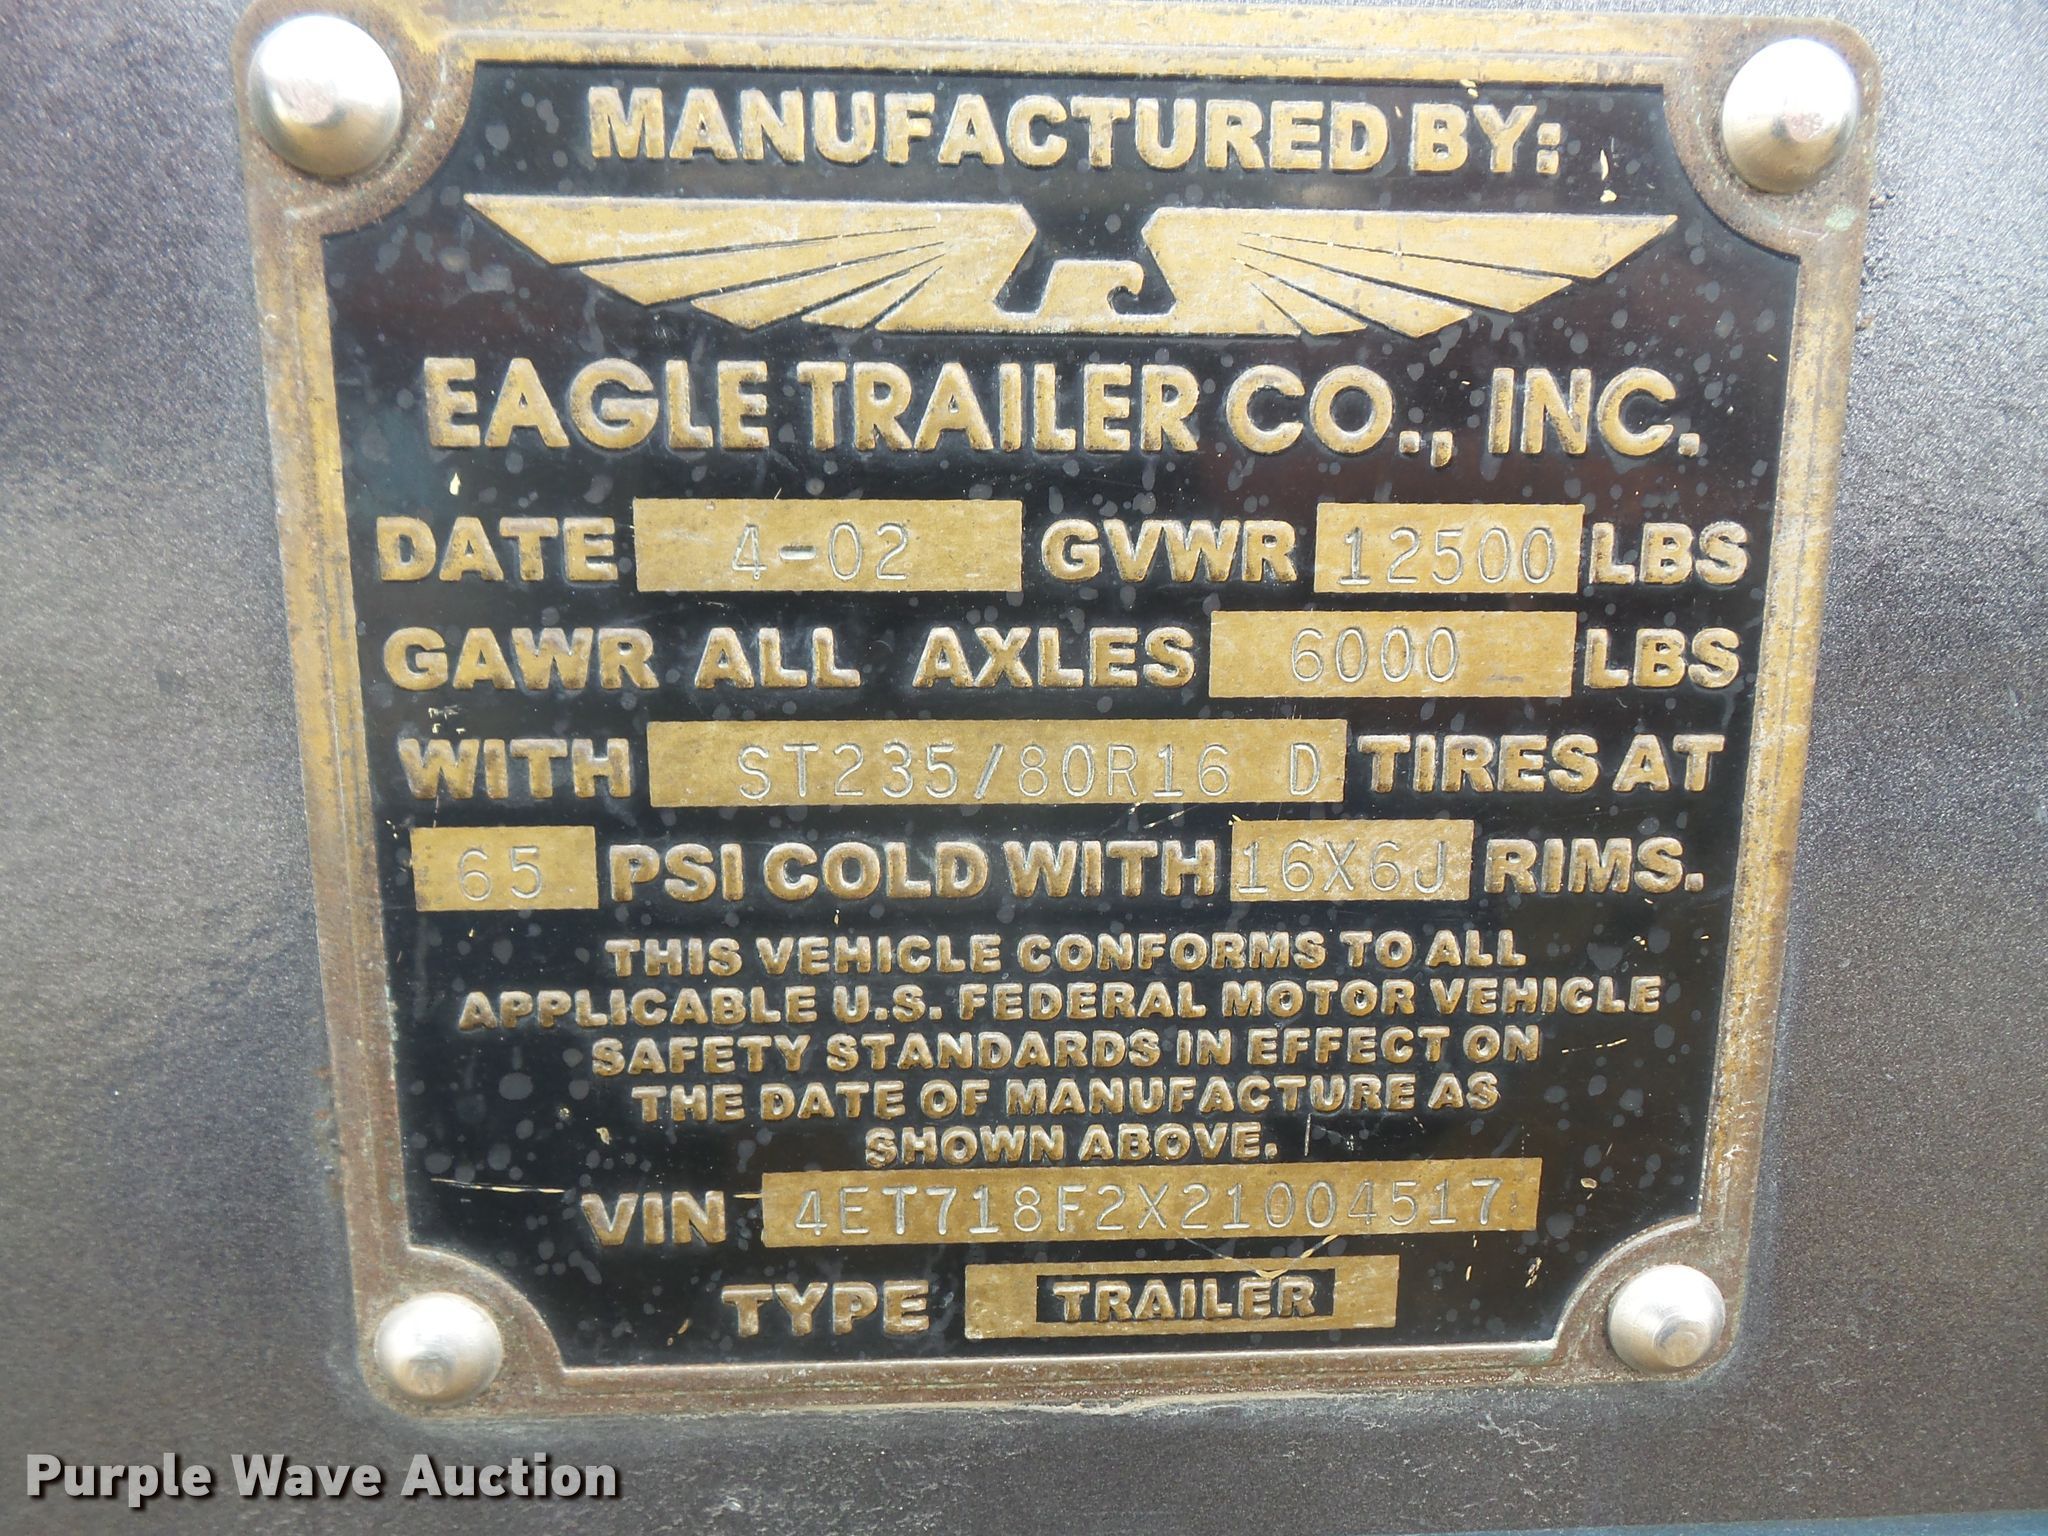 MANUFACTURED BY:
EAGLE TRAILER CO., INC.
DATE 4-02 GVWR 12500 LBS
GAWR ALL AXLES 6000 LBS
WITH ST235/80R16 D TIRES AT
65 PSI COLD WITH 16X6J RIMS.
THIS VEHICLE CONFORMS TO ALL
APPLICABLE U.S. FEDERAL MOTOR VEHICLE
SAFETY STANDARDS IN EFFECT ON
THE DATE OF MANUFACTURE AS
SHOWN ABOVE.
VIN 4ET718F2X21004517
TYPE TRAILER
Purple Wave Auction